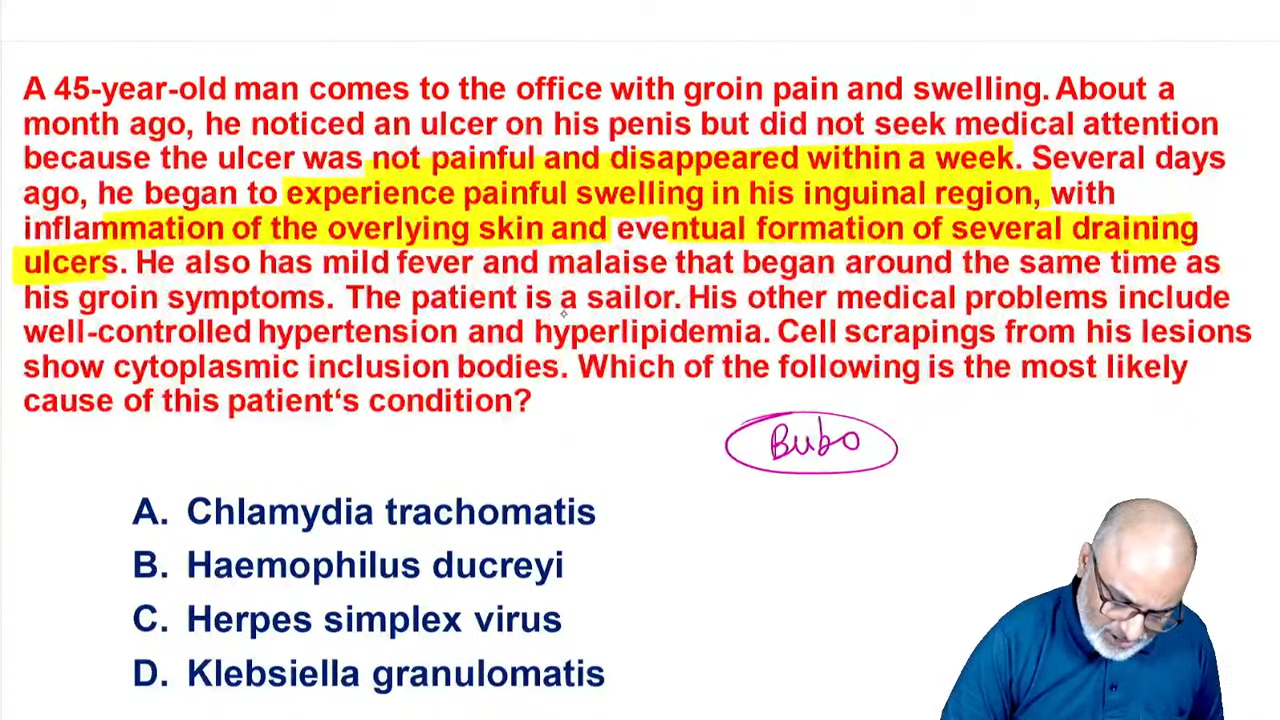 A 45-year-old man comes to the office with groin pain and swelling. About a
month ago, he noticed an ulcer on his penis but did not seek medical attention
because the ulcer was not painful and disappeared within a week. Several days
ago, he began to experience painful swelling in his inguinal region, with
inflammation of the overlying skin and eventual formation of several draining
ulcers. He also has mild fever and malaise that began around the same time as
his groin symptoms. The patient is a sailor. His other medical problems include
well-controlled hypertension and hyperlipidemia. Cell scrapings from his lesions
show cytoplasmic inclusion bodies. Which of the following is the most likely
cause of this patient‘s condition?
Bubo
A. Chlamydia trachomatis
B. Haemophilus ducreyi
C. Herpes simplex virus
D. Klebsiella granulomatis